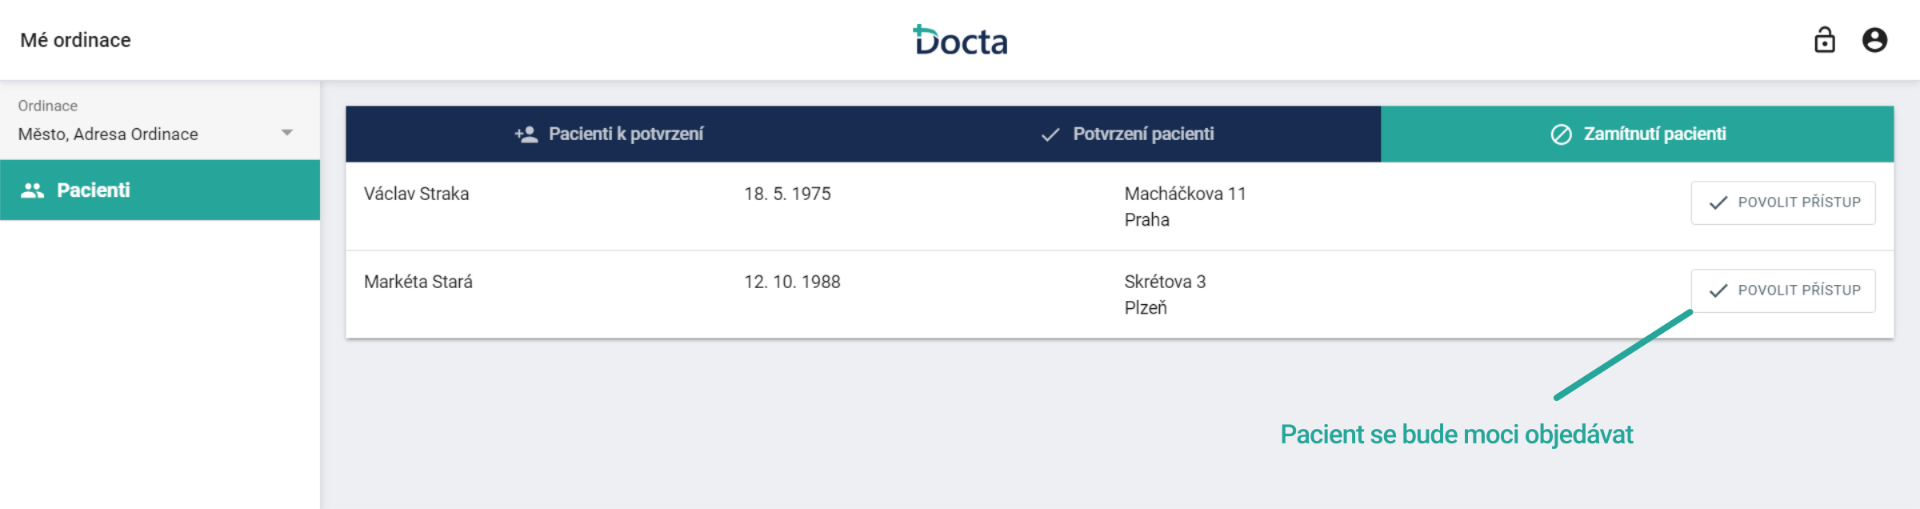 Mé ordinace
Docta
Ordinace
Město, Adresa Ordinace
Pacienti
Pacienti k potvrzení
Potvrzení pacienti
Zamítnutí pacienti
Václav Straka
18. 5. 1975
Macháčkova 11
Praha
POVOLIT PŘÍSTUP
Markéta Stará
12. 10. 1988
Skrétova 3
Plzeň
POVOLIT PŘÍSTUP
Pacient se bude moci objedávat